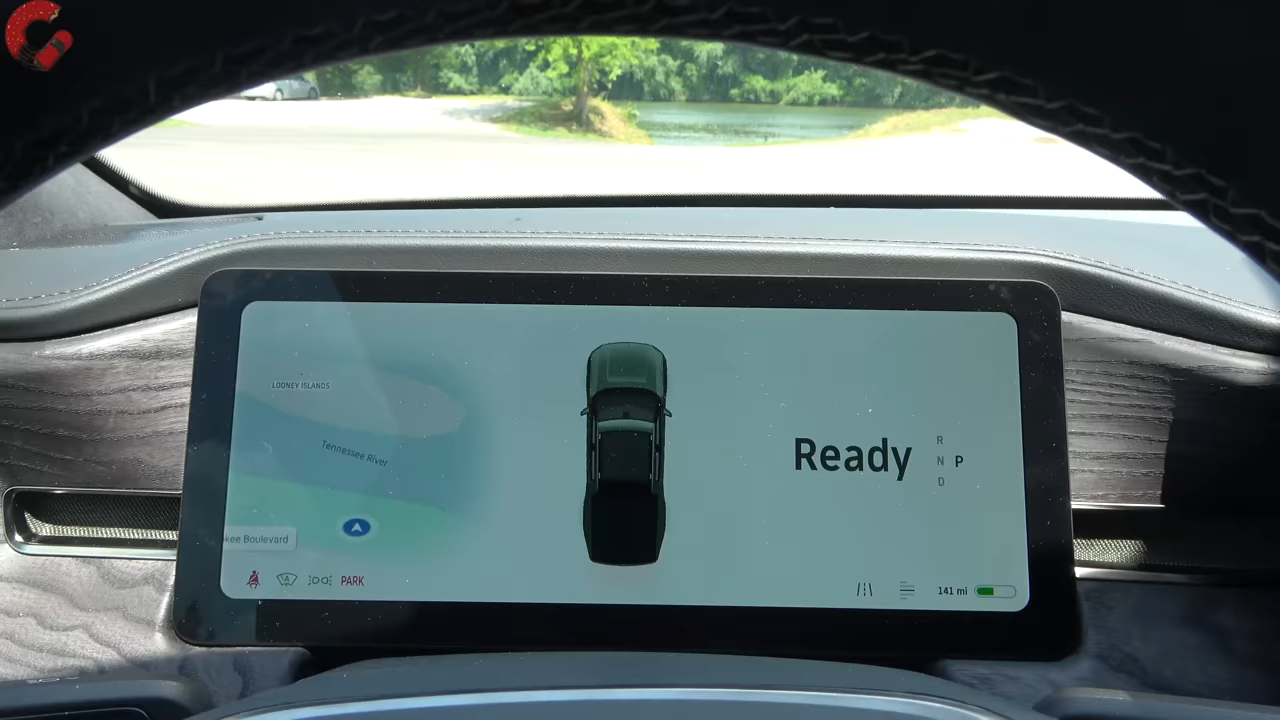 LOONEY ISLANDS
Tennessee River
kee Boulevard
Ready
R
N P
D
A
PARK
141 mi